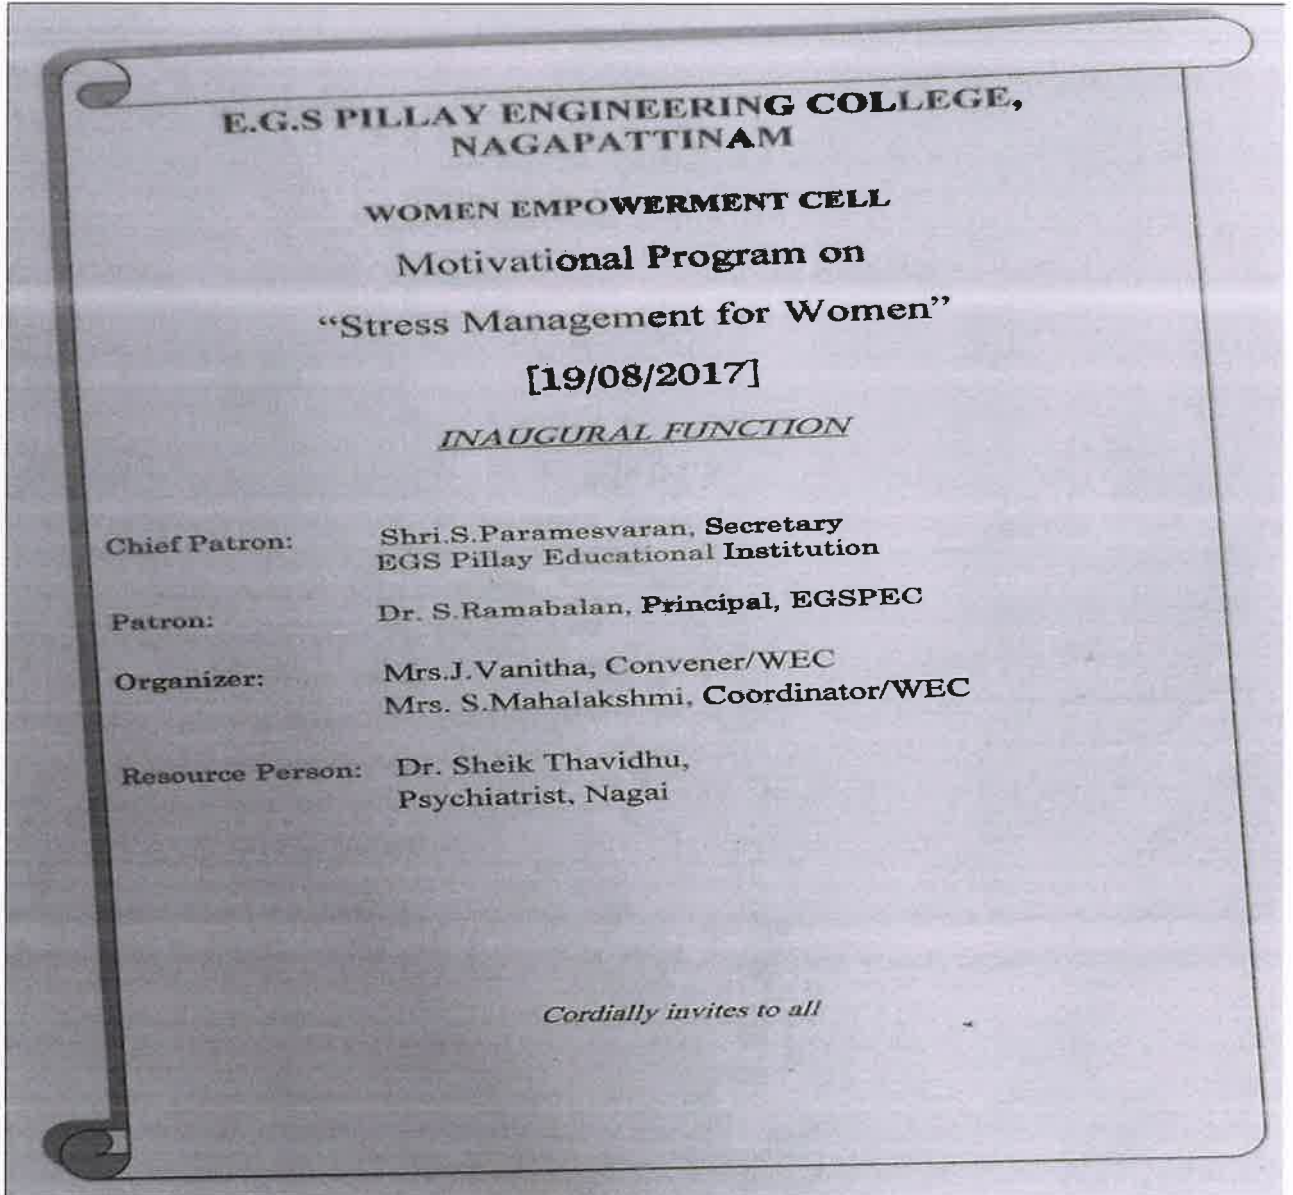 E.G.S PILLAY ENGINEERING COLLEGE,
NAGAPATTINAM
WOMEN EMPOWERMENT CELL
Motivational Program on
“Stress Management for Women”
[19/08/2017]
INAUGURAL FUNCTION
Chief Patron: Shri.S.Paramesvaran, Secretary
EGS Pillay Educational Institution
Patron: Dr. S.Ramabalan, Principal, EGSPEC
Organizer: Mrs.J.Vanitha, Convener/WEC
Mrs. S.Mahalakshmi, Coordinator/WEC
Resource Person: Dr. Sheik Thavidhu,
Psychiatrist, Nagai
Cordially invites to all